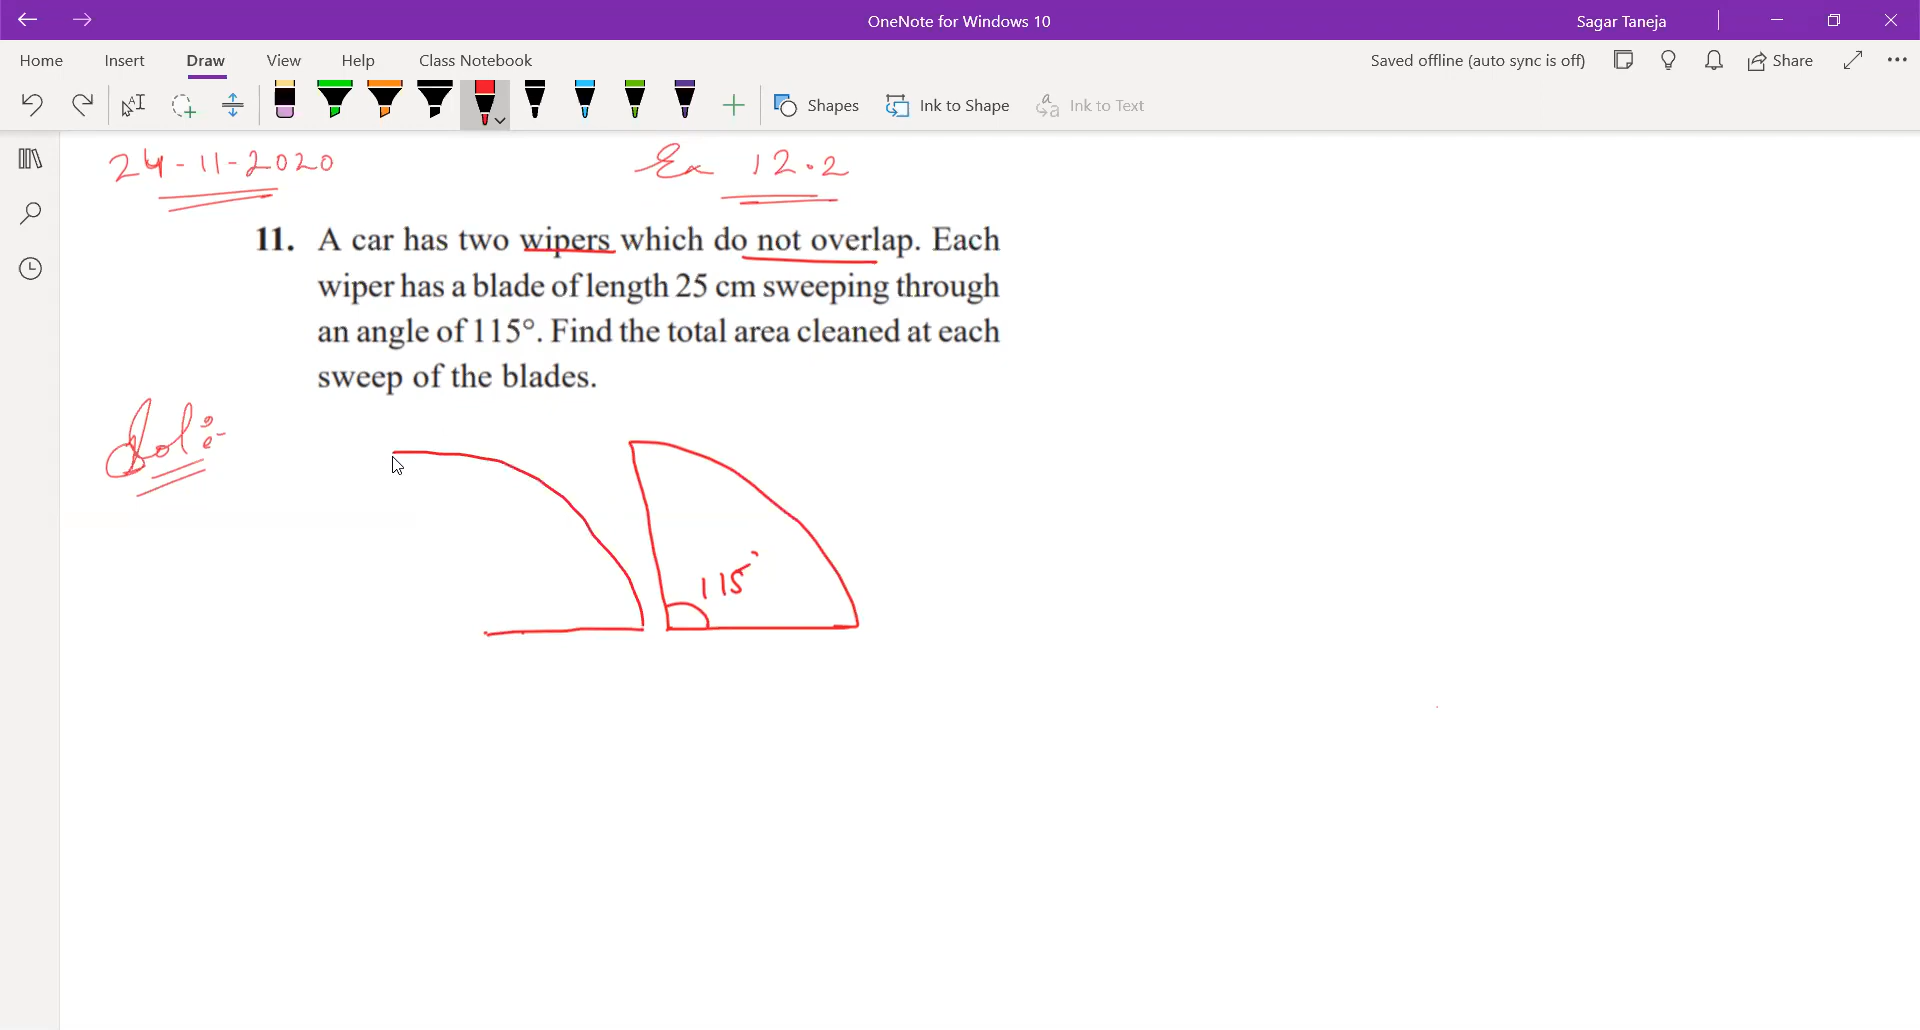 OneNote for Windows 10
Sagar Taneja
Home Insert Draw View Help Class Notebook
Saved offline (auto sync is off) Share
Shapes Ink to Shape Ink to Text
24-11-2020 Ex 12.2
11. A car has two wipers which do not overlap. Each
wiper has a blade of length 25 cm sweeping through
an angle of 115°. Find the total area cleaned at each
sweep of the blades.
Sol:-
115°